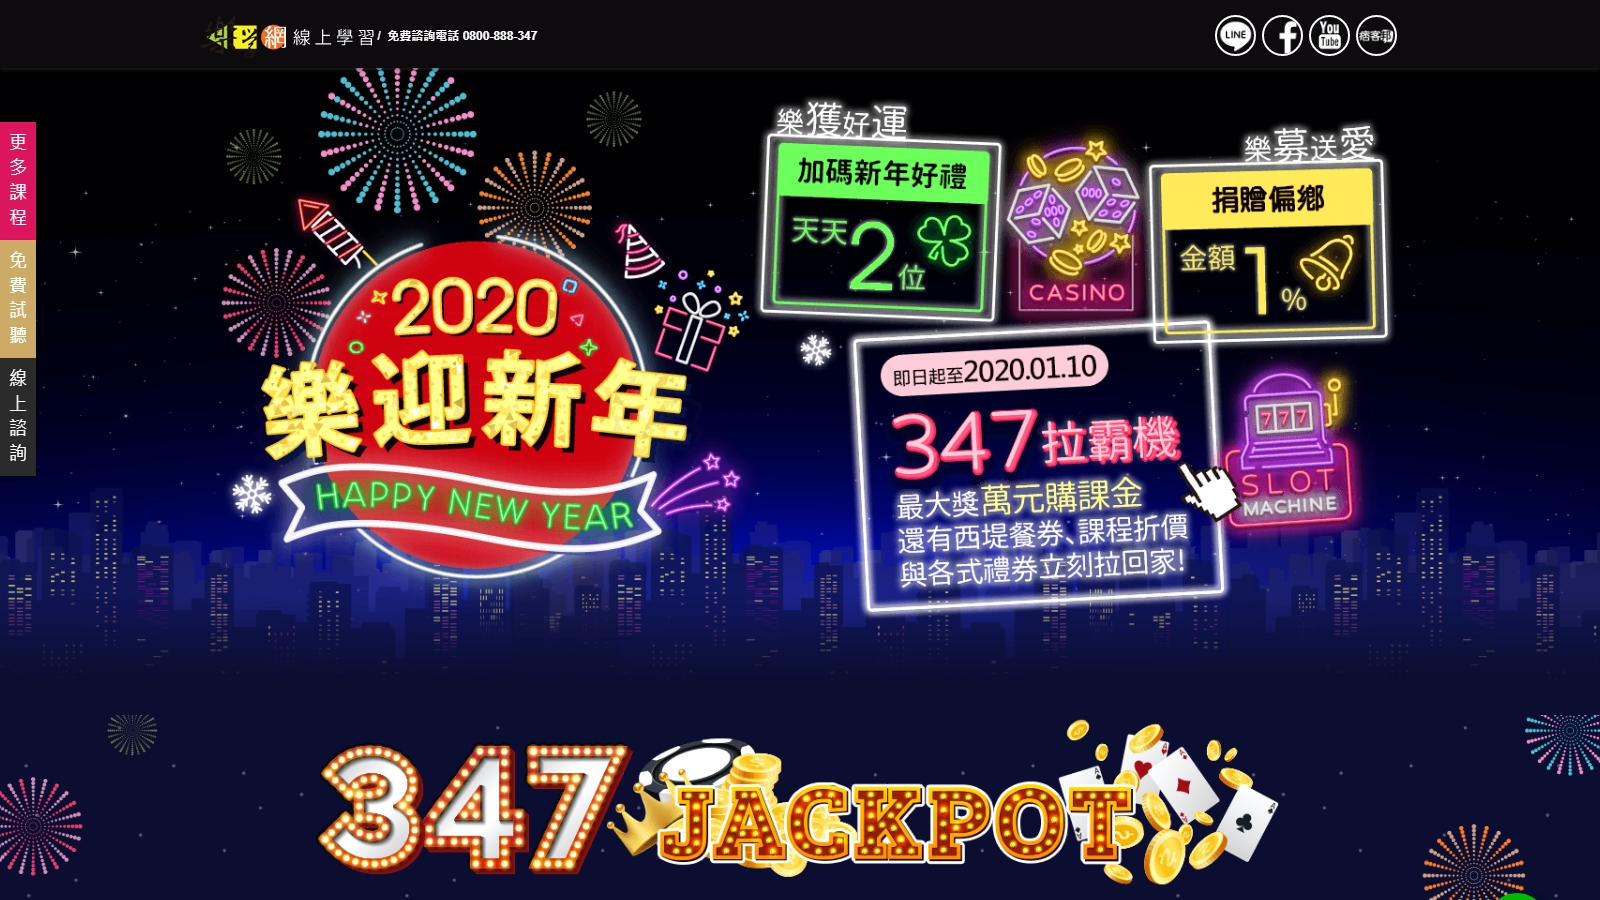 樂習網 線上學習/ 免費諮詢電話 0800-888-347
LINE
You Tube
痞客邦
更多課程
免費試聽
線上諮詢
2020
樂迎新年
HAPPY NEW YEAR
樂獲好運
加碼新年好禮
天天2位
CASINO
樂募送愛
捐贈偏鄉
金額1%
即日起至2020.01.10
347拉霸機
最大獎萬元購課金
還有西堤餐券、課程折價
與各式禮券立刻拉回家!
777
SLOT
MACHINE
347 JACKPOT